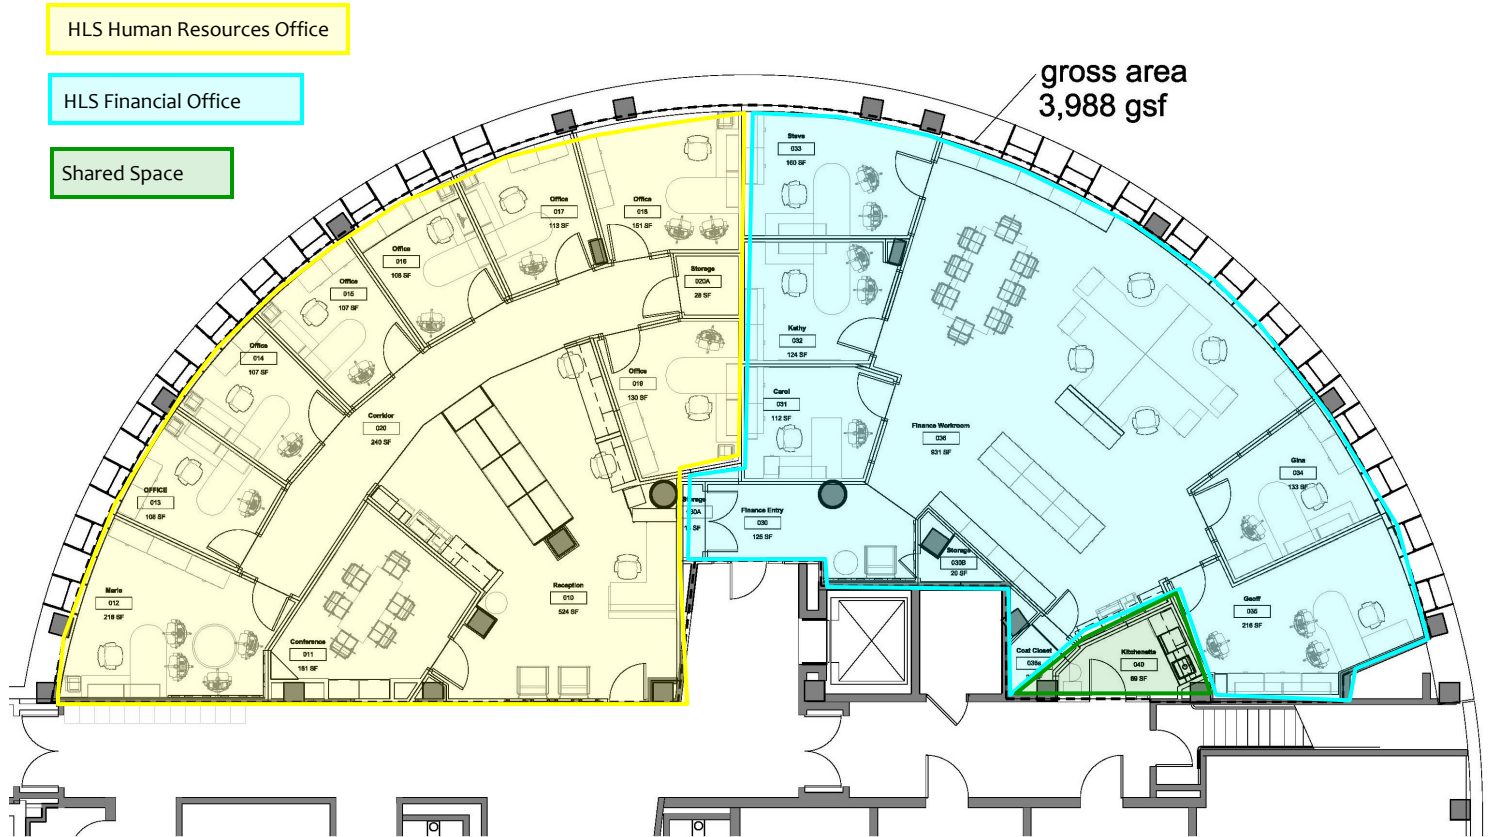 HLS Human Resources Office
HLS Financial Office
Shared Space
gross area
3,988 gsf
Steve
033
160 SF
Office
017
113 SF
Office
018
151 SF
Office
016
108 SF
Storage
020A
28 SF
Office
015
107 SF
Kathy
032
124 SF
Office
014
107 SF
Office
019
130 SF
Carol
031
112 SF
Corridor
020
240 SF
Finance Workroom
036
931 SF
Gina
034
133 SF
OFFICE
013
108 SF
Storage
SF
Finance Entry
030
125 SF
Storage
030B
20 SF
Marie
012
218 SF
Reception
010
524 SF
Geoff
035
216 SF
Conference
011
161 SF
Coat Closet
Kitchenette
040
89 SF